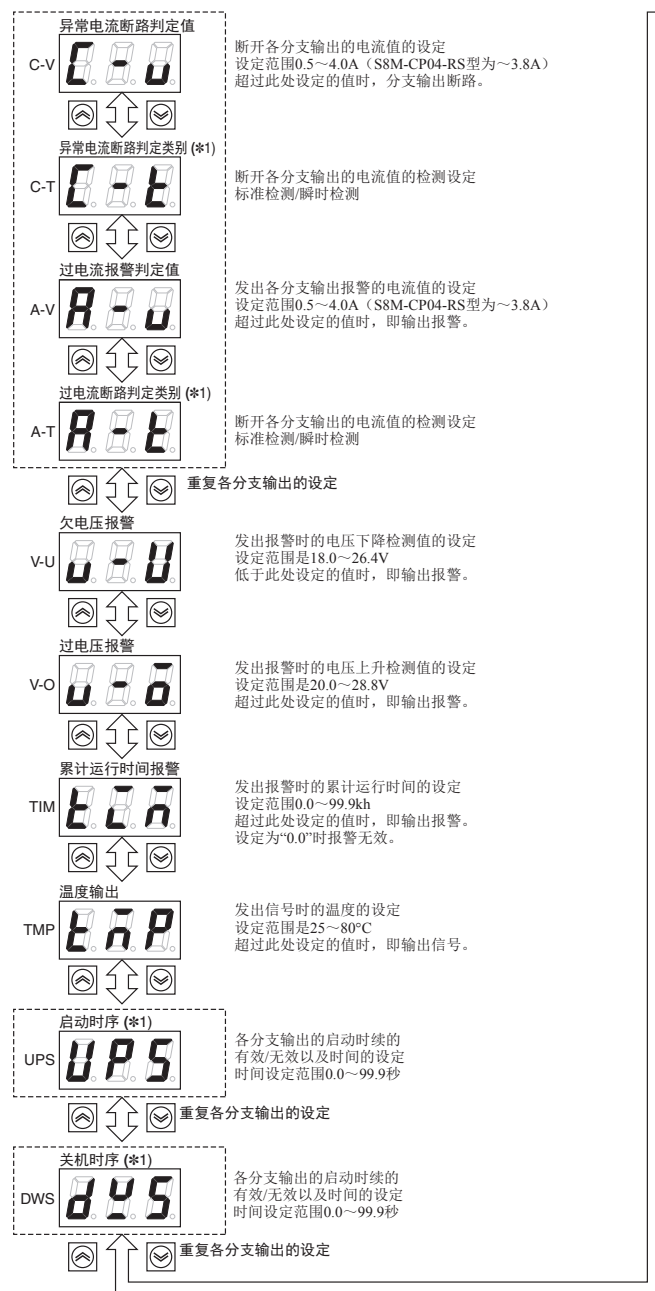 异常电流断路判定值
C-V
断开各分支输出的电流值的设定
设定范围0.5～4.0A（S8M-CP04-RS型为～3.8A）
超过此处设定的值时，分支输出断路。
异常电流断路判定类别 (✽1)
C-T
断开各分支输出的电流值的检测设定
标准检测/瞬时检测
过电流报警判定值
A-V
发出各分支输出报警的电流值的设定
设定范围0.5～4.0A（S8M-CP04-RS型为～3.8A）
超过此处设定的值时，即输出报警。
过电流断路判定类别 (✽1)
A-T
断开各分支输出的电流值的检测设定
标准检测/瞬时检测
重复各分支输出的设定
欠电压报警
V-U
发出报警时的电压下降检测值的设定
设定范围是18.0～26.4V
低于此处设定的值时，即输出报警。
过电压报警
V-O
发出报警时的电压上升检测值的设定
设定范围是20.0～28.8V
超过此处设定的值时，即输出报警。
累计运行时间报警
TIM
发出报警时的累计运行时间的设定
设定范围0.0～99.9kh
超过此处设定的值时，即输出报警。
设定为“0.0”时报警无效。
温度输出
TMP
发出信号时的温度的设定
设定范围是25～80°C
超过此处设定的值时，即输出信号。
启动时序 (✽1)
UPS
各分支输出的启动时续的
有效/无效以及时间的设定
时间设定范围0.0～99.9秒
重复各分支输出的设定
关机时序 (✽1)
DWS
各分支输出的启动时续的
有效/无效以及时间的设定
时间设定范围0.0～99.9秒
重复各分支输出的设定